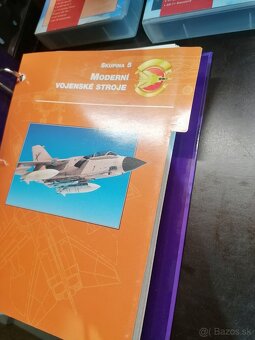 SKUPINA 5
MODERNÍ
VOJENSKÉ STROJE
© Bazos.sk